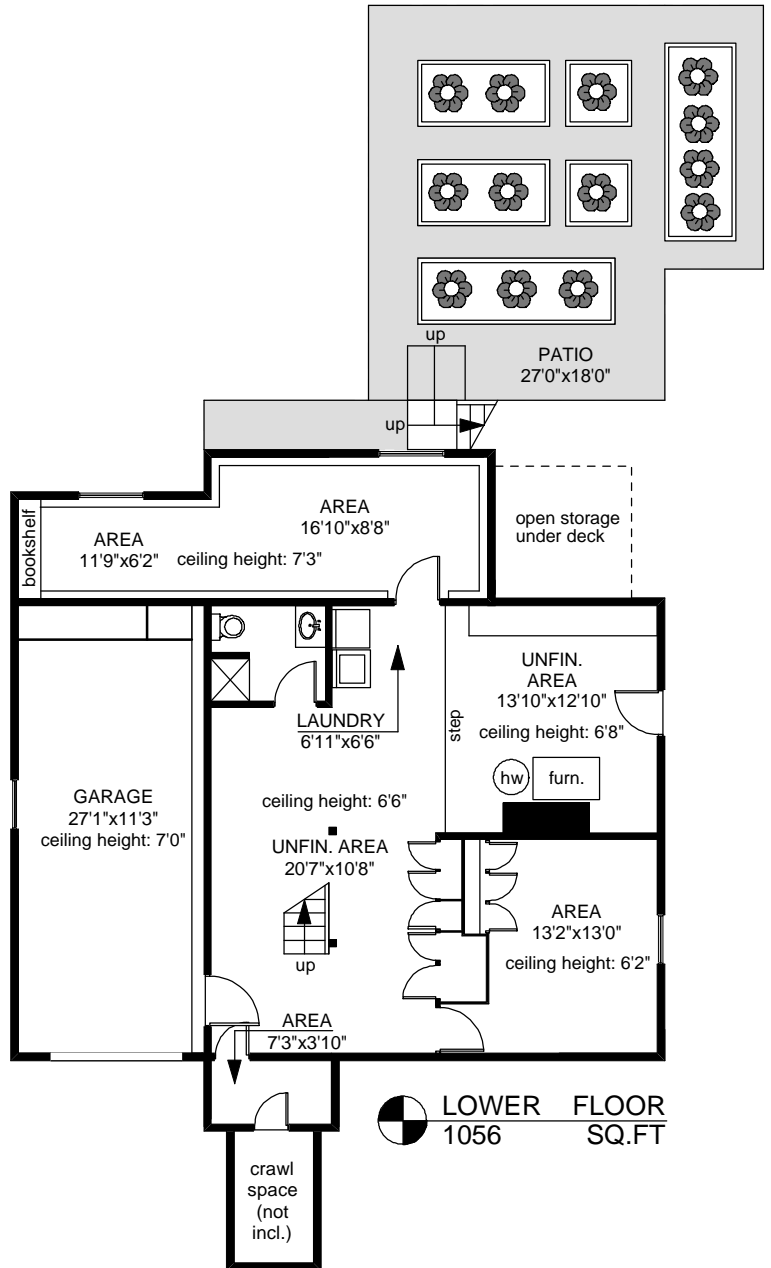 up
PATIO
27'0"x18'0"
up
AREA
16'10"x8'8"
open storage
under deck
bookshelf
AREA
11'9"x6'2"
ceiling height: 7'3"
UNFIN.
AREA
13'10"x12'10"
ceiling height: 6'8"
LAUNDRY
6'11"x6'6"
step
hw
furn.
GARAGE
27'1"x11'3"
ceiling height: 7'0"
ceiling height: 6'6"
UNFIN. AREA
20'7"x10'8"
up
AREA
13'2"x13'0"
ceiling height: 6'2"
AREA
7'3"x3'10"
LOWER FLOOR
1056 SQ.FT
crawl
space
(not
incl.)